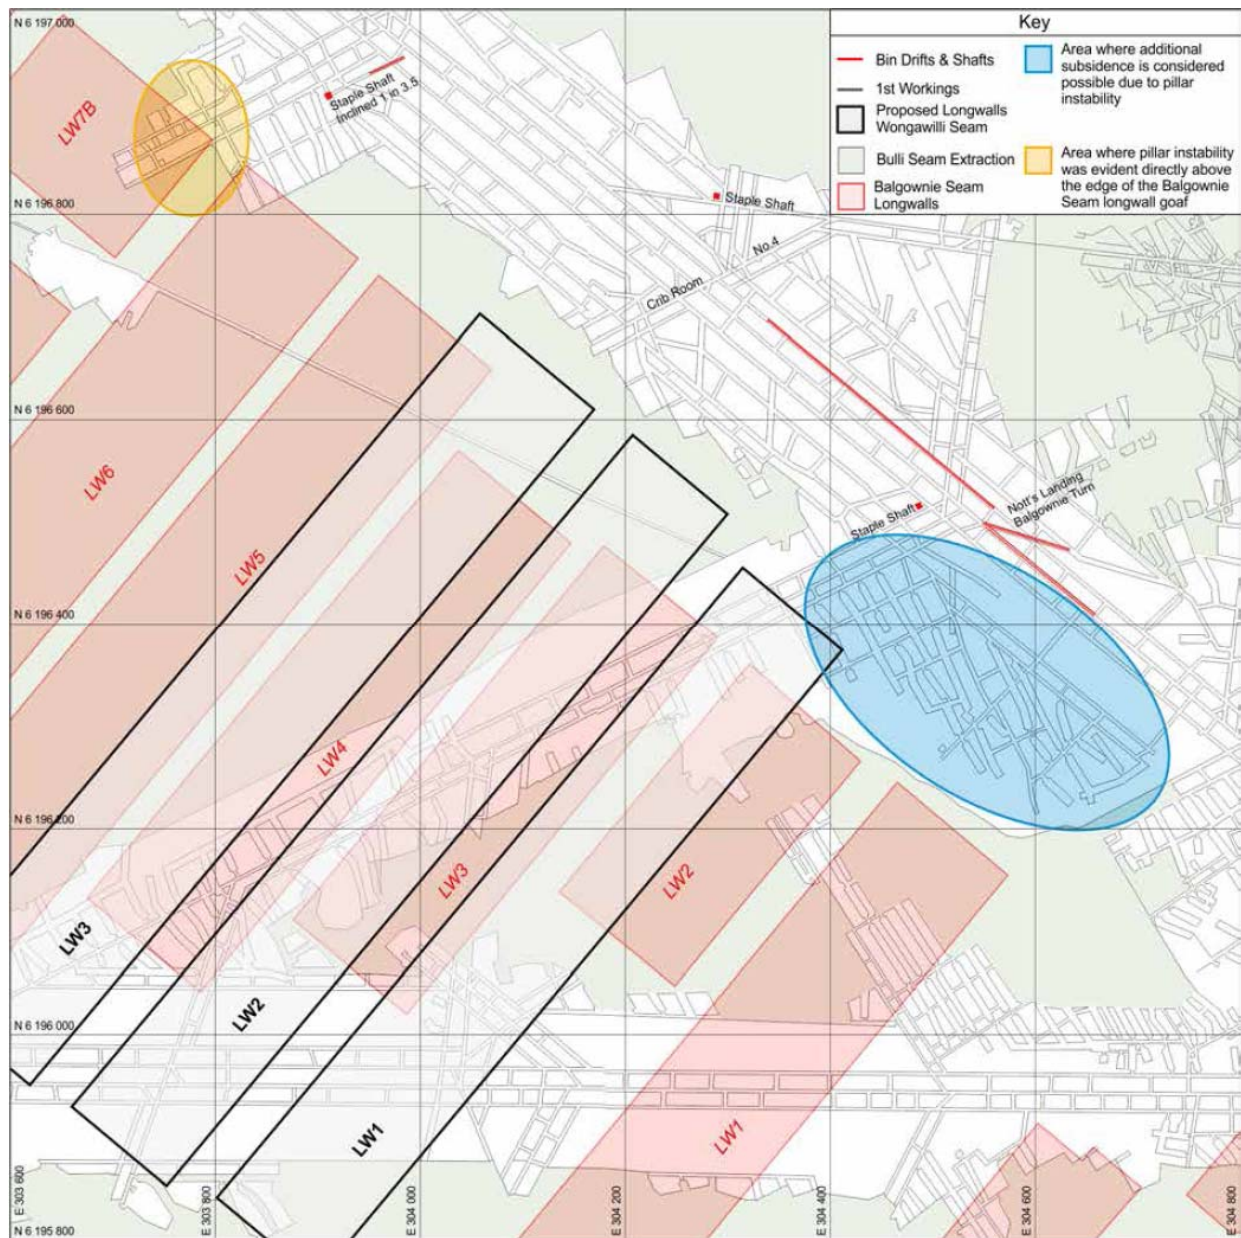 N 6 197 000
Key
Bin Drifts & Shafts
1st Workings
Proposed Longwalls
Wongawilli Seam
Bulli Seam Extraction
Balgownie Seam
Longwalls
Area where additional
subsidence is considered
possible due to pillar
instability
Area where pillar instability
was evident directly above
the edge of the Balgownie
Seam longwall goaf
Staple Shaft
Inclined 1 in 3.5
LW7B
N 6 196 800
Staple Shaft
No.4
Crib Room
N 6 196 600
LW6
Nott's Landing
Balgownie Turn
Staple Shaft
LW5
N 6 196 400
LW4
N 6 196 200
LW3
LW2
LW3
LW2
N 6 196 000
LW1
LW1
E 303 600
E 303 800
E 304 000
E 304 200
E 304 400
E 304 600
E 304 800
N 6 195 800